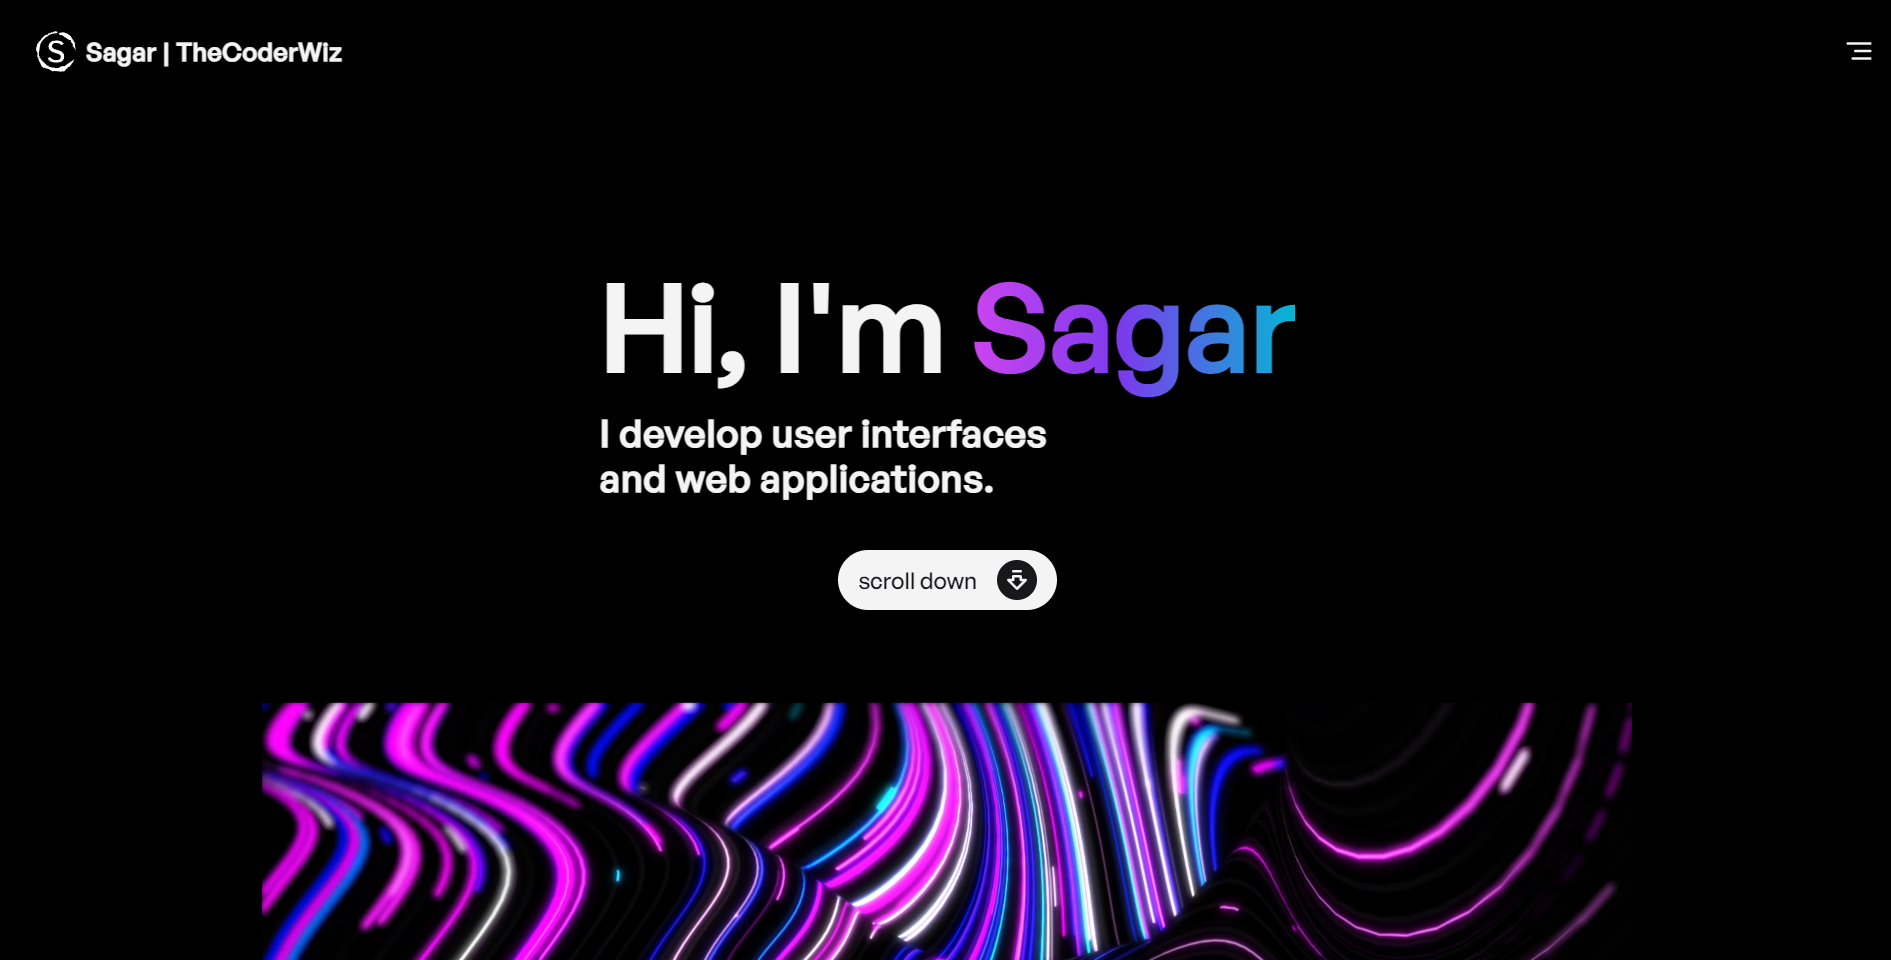 S Sagar | TheCoderWiz
Hi, I'm Sagar
I develop user interfaces
and web applications.
scroll down